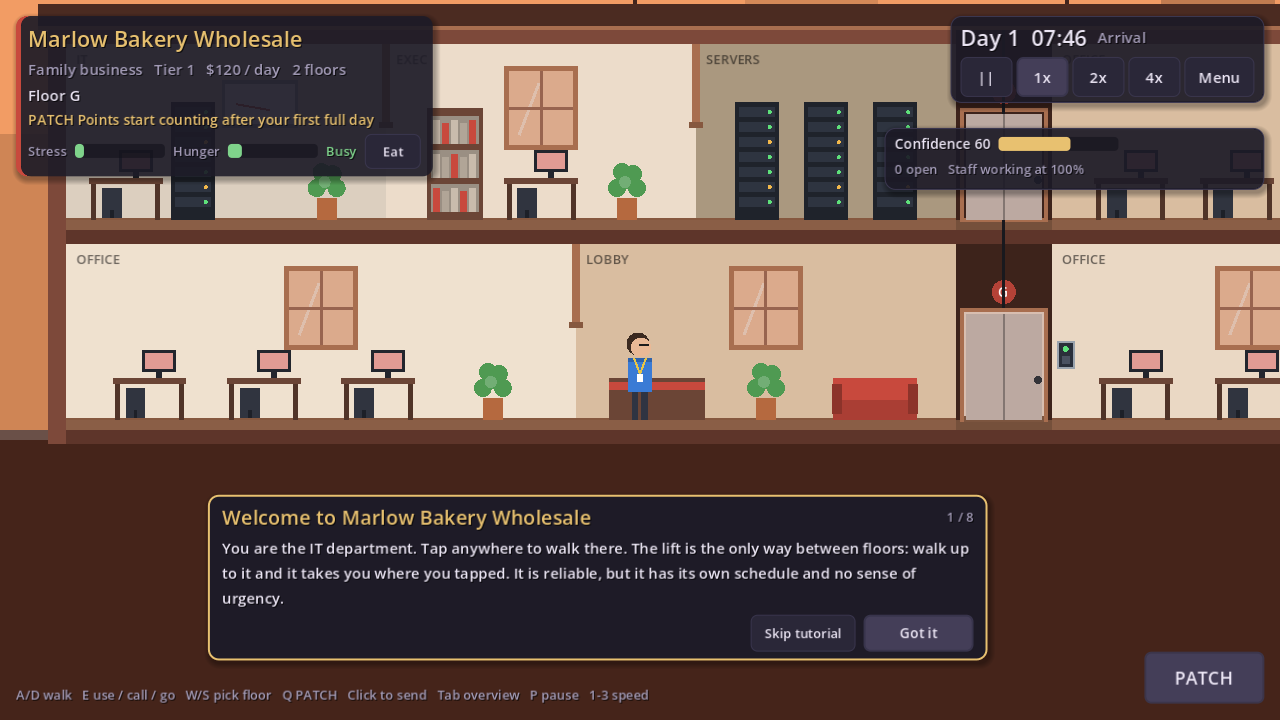 Marlow Bakery Wholesale
Family business Tier 1 $120 / day 2 floors
Floor G
PATCH Points start counting after your first full day
Stress Hunger Busy Eat
EXEC
SERVERS
Day 1 07:46 Arrival
|| 1x 2x 4x Menu
Confidence 60
0 open Staff working at 100%
OFFICE
LOBBY
OFFICE
G
Welcome to Marlow Bakery Wholesale
1 / 8
You are the IT department. Tap anywhere to walk there. The lift is the only way between floors: walk up
to it and it takes you where you tapped. It is reliable, but it has its own schedule and no sense of
urgency.
Skip tutorial Got it
A/D walk E use / call / go W/S pick floor Q PATCH Click to send Tab overview P pause 1-3 speed
PATCH